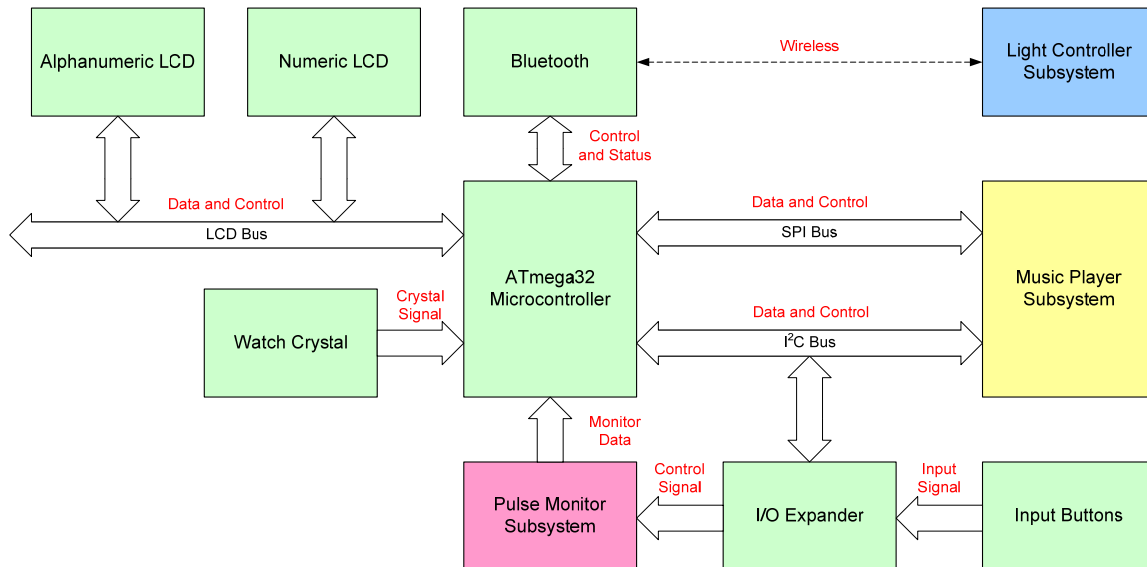 Alphanumeric LCD
Numeric LCD
Bluetooth
Wireless
Light Controller
Subsystem
Control
and Status
Data and Control
LCD Bus
Data and Control
SPI Bus
ATmega32
Microcontroller
Music Player
Subsystem
Crystal
Signal
Watch Crystal
Data and Control
I²C Bus
Monitor
Data
Pulse Monitor
Subsystem
Control
Signal
I/O Expander
Input
Signal
Input Buttons